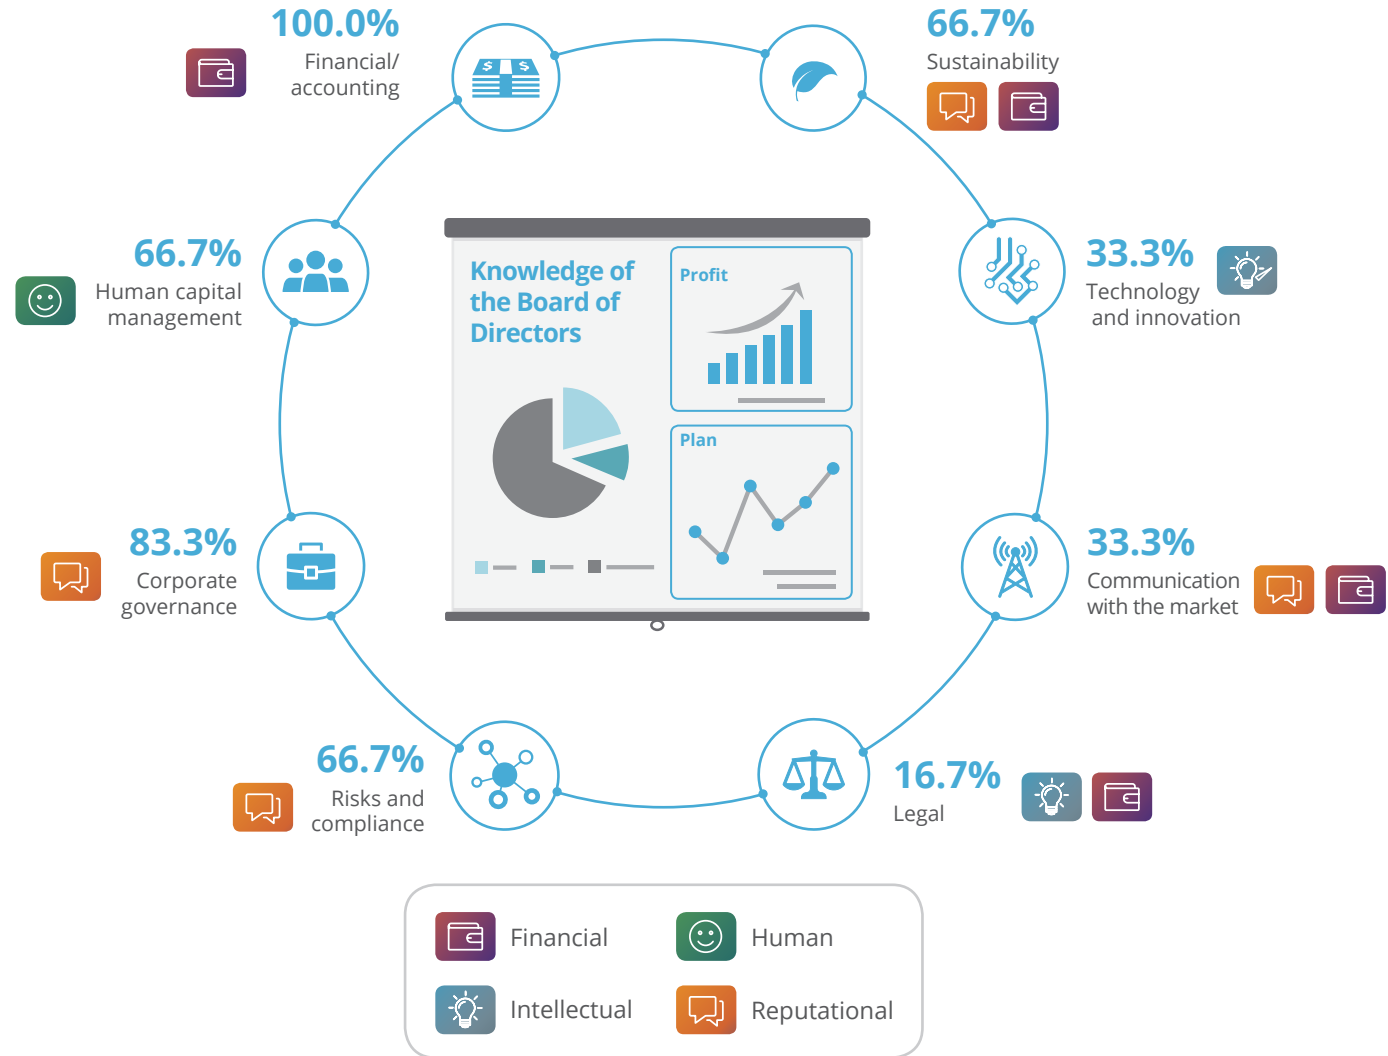 100.0%
Financial/
accounting
66.7%
Sustainability
66.7%
Human capital
management
33.3%
Technology
and innovation
Knowledge of
the Board of
Directors
Profit
Plan
83.3%
Corporate
governance
33.3%
Communication
with the market
66.7%
Risks and
compliance
16.7%
Legal
$ $
Financial
Human
Intellectual
Reputational